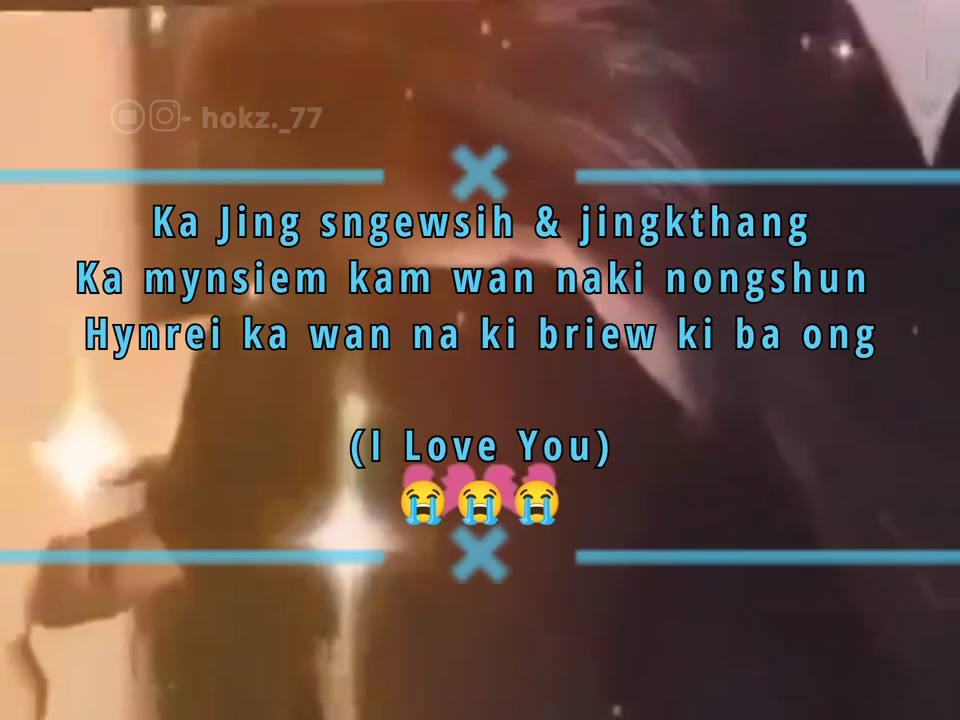 - hokz._77
Ka Jing sngewsih & jingkthang
Ka mynsiem kam wan naki nongshun
Hynrei ka wan na ki briew ki ba ong
(I Love You)
💔💔
😭😭😭